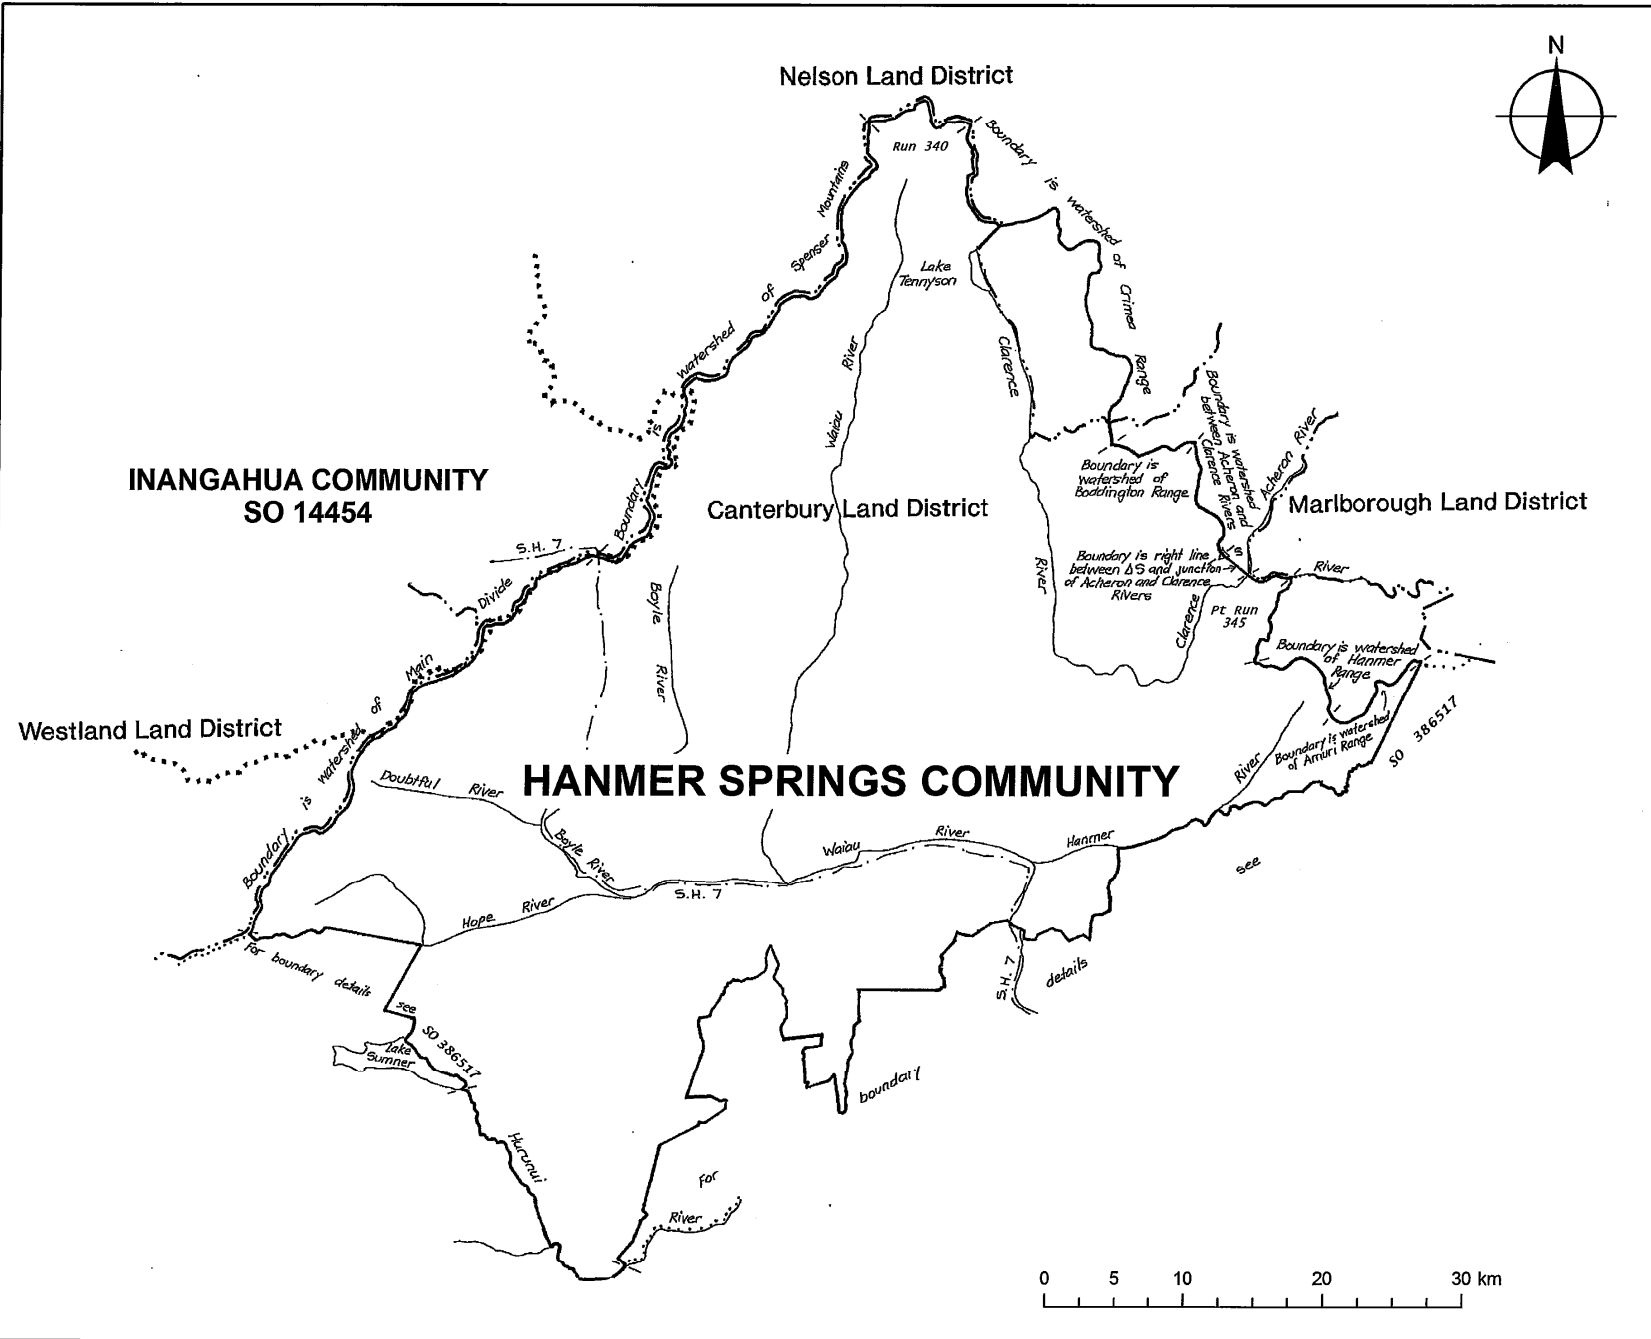 Nelson Land District
N
Run 340
Boundary is watershed of Crimea Range
Boundary is Watershed of Spenser Mountains
Lake
Tennyson
Waiau River
Clarence River
Boundary is watershed
between Acheron and
Clarence Rivers
Acheron River
INANGAHUA COMMUNITY
SO 14454
Boundary is
watershed of
Boddington Range
Canterbury Land District
Marlborough Land District
S.H. 7
Boundary is right line
between ΔS and junction
of Acheron and Clarence
Rivers
ΔS
River
Clarence
Pt Run
345
Boyle River
Boundary is Watershed of Main Divide
Boundary is watershed
of Hanmer
Range
Westland Land District
Boundary is watershed
of Amuri Range
SO 386517
HANMER SPRINGS COMMUNITY
Doubtful River
River
Boyle River
Waiau River
Hanmer
see
S.H. 7
Hope River
For boundary details see SO 386517
S.H. 7
details
Lake
Sumner
boundary
Hurunui
For
River
0 5 10 20 30 km